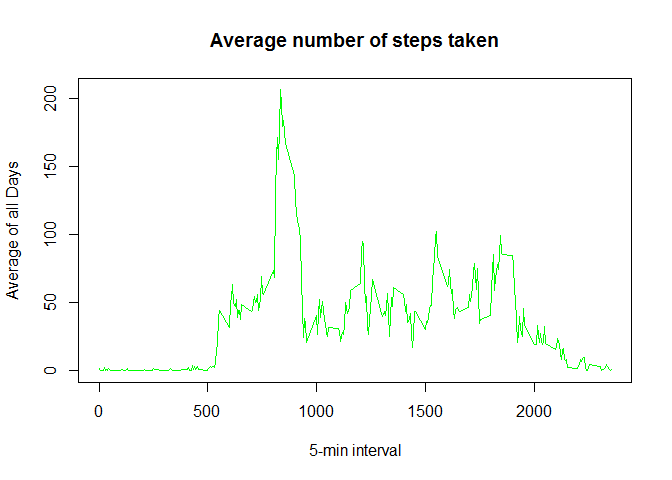 Average number of steps taken
Average of all Days
200
150
100
50
0
0 500 1000 1500 2000
5-min interval